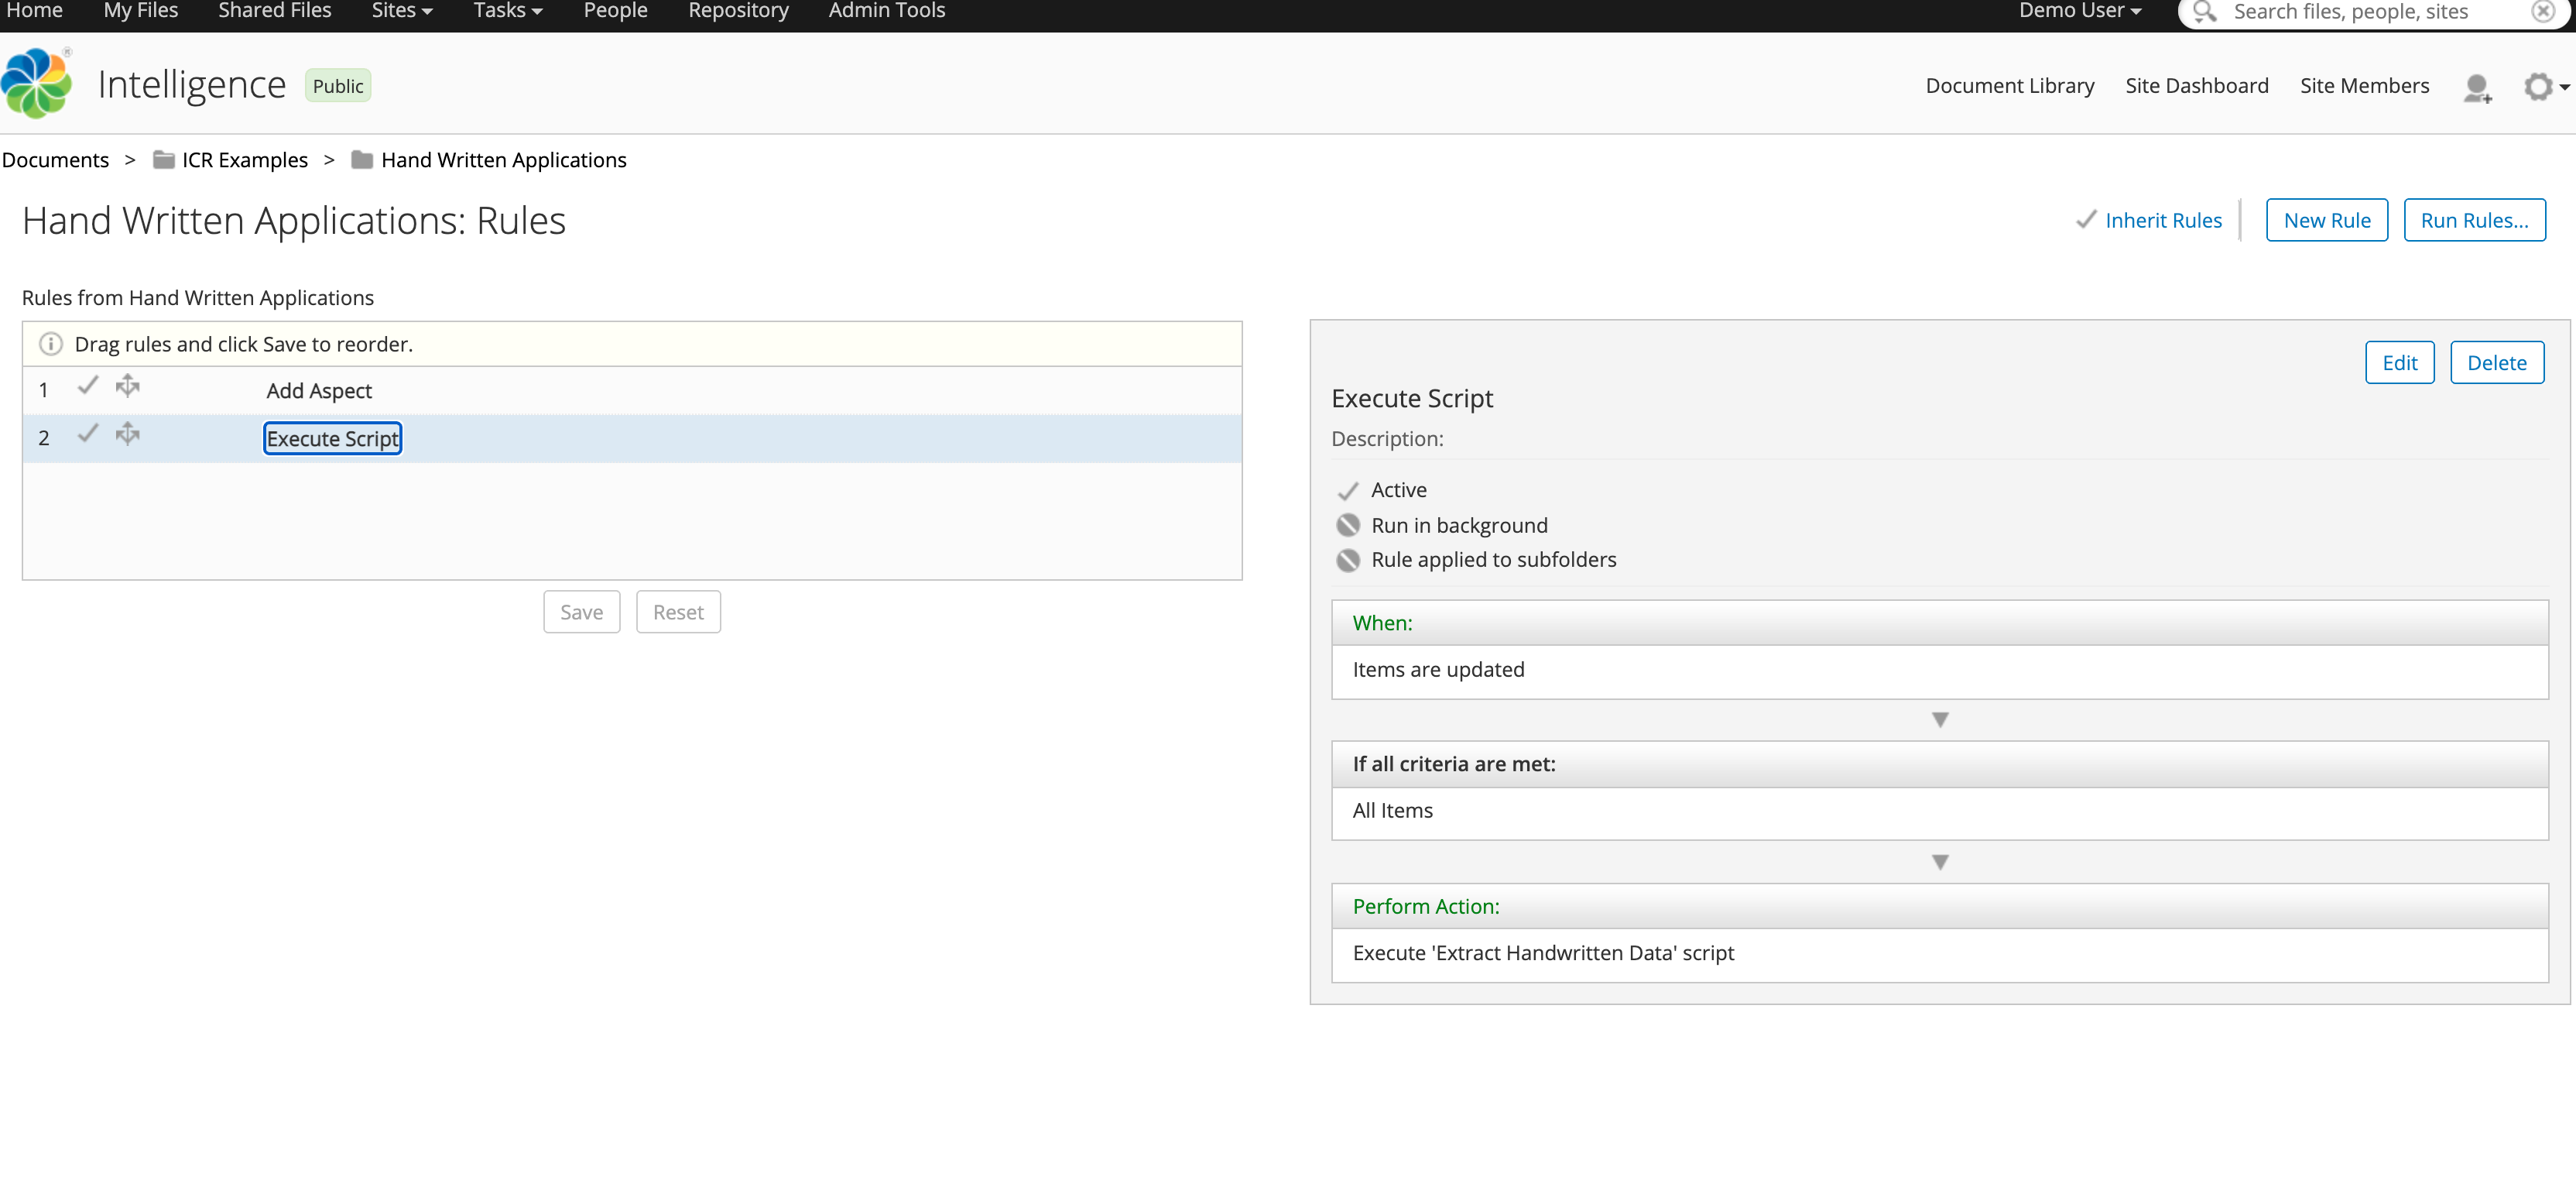 Home My Files Shared Files Sites Tasks People Repository Admin Tools Demo User Search files, people, sites
Intelligence Public Document Library Site Dashboard Site Members
Documents > ICR Examples > Hand Written Applications
Hand Written Applications: Rules Inherit Rules New Rule Run Rules...
Rules from Hand Written Applications
Drag rules and click Save to reorder.
1 Add Aspect
2 Execute Script
Save Reset
Edit Delete
Execute Script
Description:
Active
Run in background
Rule applied to subfolders
When:
Items are updated
If all criteria are met:
All Items
Perform Action:
Execute 'Extract Handwritten Data' script